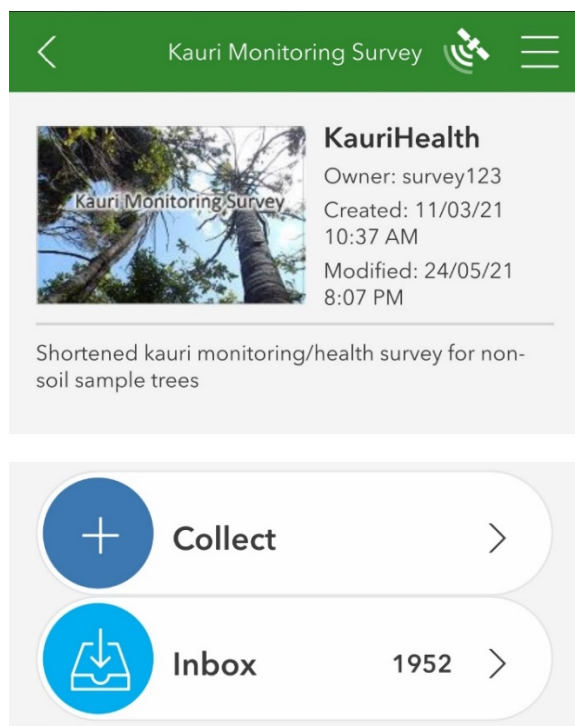 Kauri Monitoring Survey
Kauri Monitoring Survey
KauriHealth
Owner: survey123
Created: 11/03/21
10:37 AM
Modified: 24/05/21
8:07 PM
Shortened kauri monitoring/health survey for non-
soil sample trees
Collect
Inbox 1952